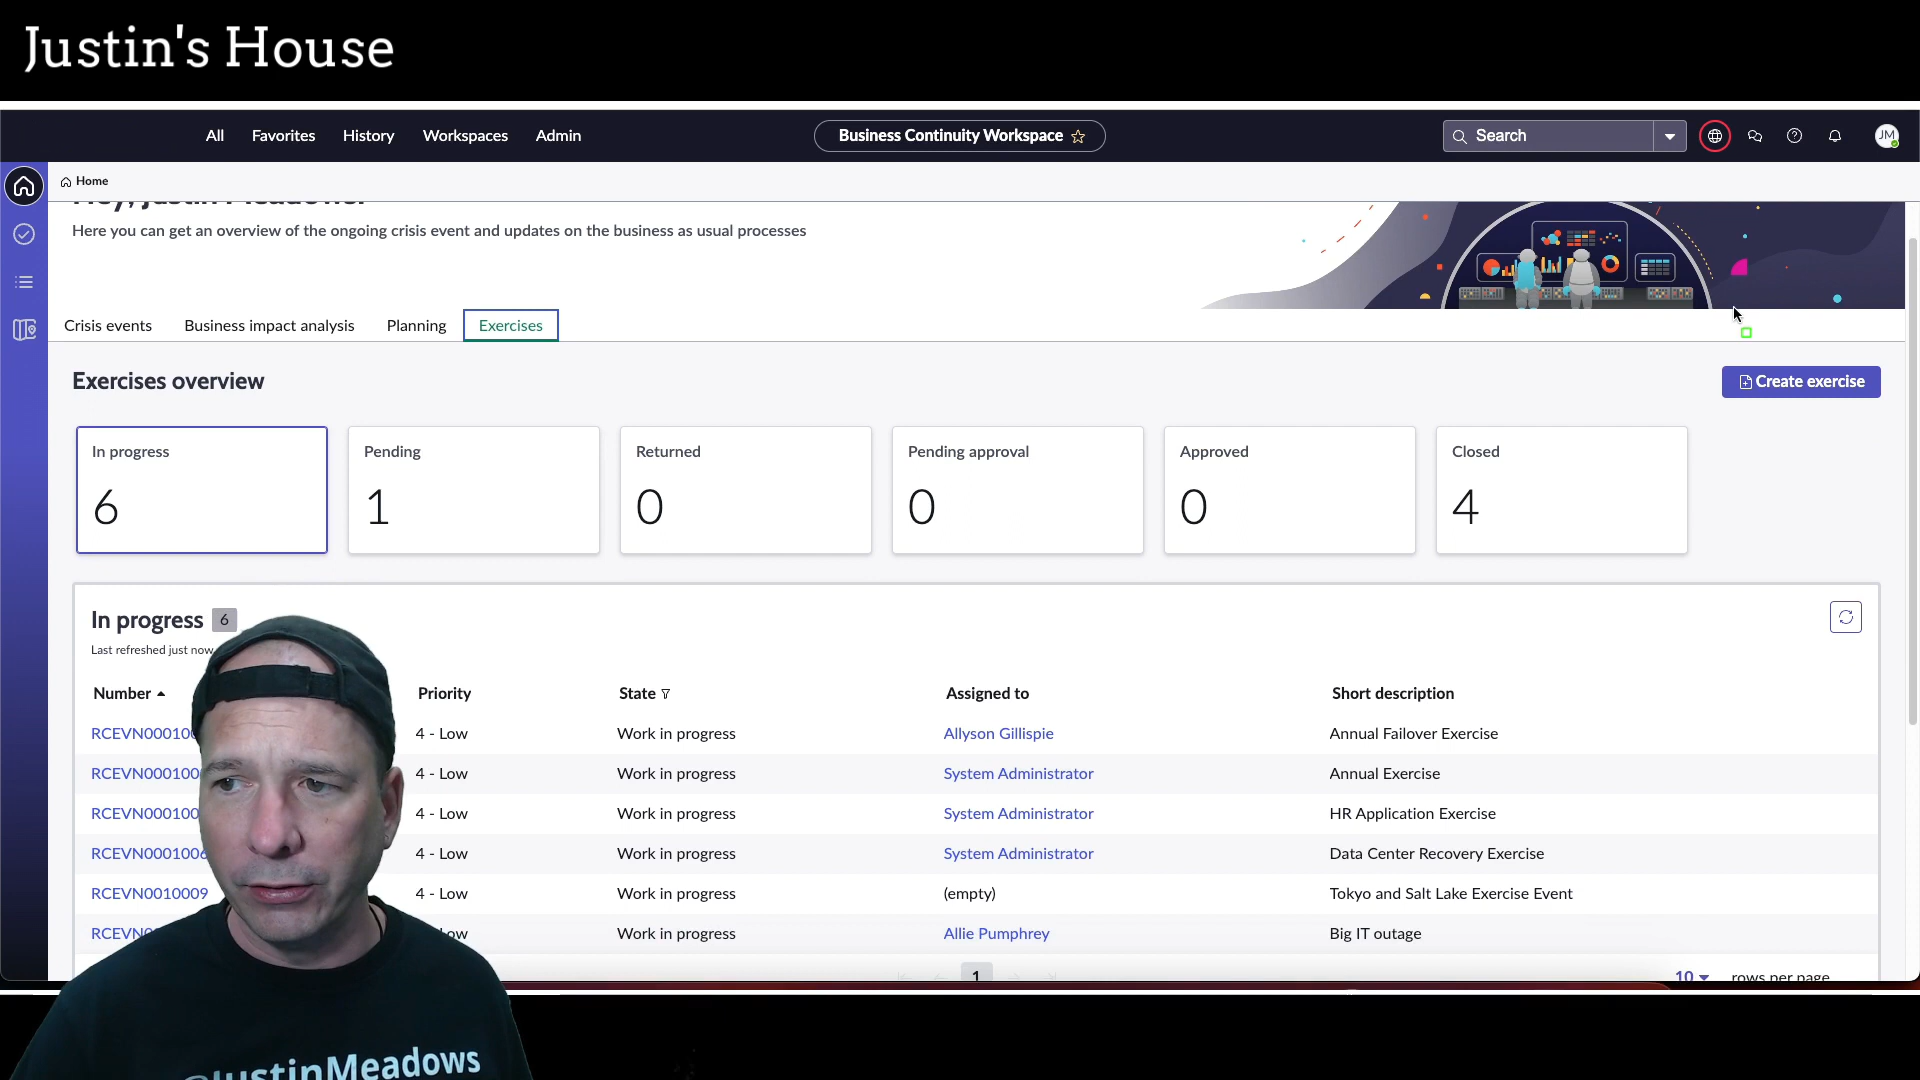 Justin's House
All Favorites History Workspaces Admin Business Continuity Workspace Search JM
Home
Hey, Justin Meadows!
Here you can get an overview of the ongoing crisis event and updates on the business as usual processes
Crisis events Business impact analysis Planning Exercises
Exercises overview Create exercise
In progress Pending Returned Pending approval Approved Closed
6 1 0 0 0 4
In progress 6
Last refreshed just now
Number Priority State Assigned to Short description
4 - Low Work in progress Allyson Gillispie Annual Failover Exercise
4 - Low Work in progress System Administrator Annual Exercise
4 - Low Work in progress System Administrator HR Application Exercise
4 - Low Work in progress System Administrator Data Center Recovery Exercise
RCEVN0010009 4 - Low Work in progress (empty) Tokyo and Salt Lake Exercise Event
Work in progress Allie Pumphrey Big IT outage
1 10 rows per page
@JustinMeadows